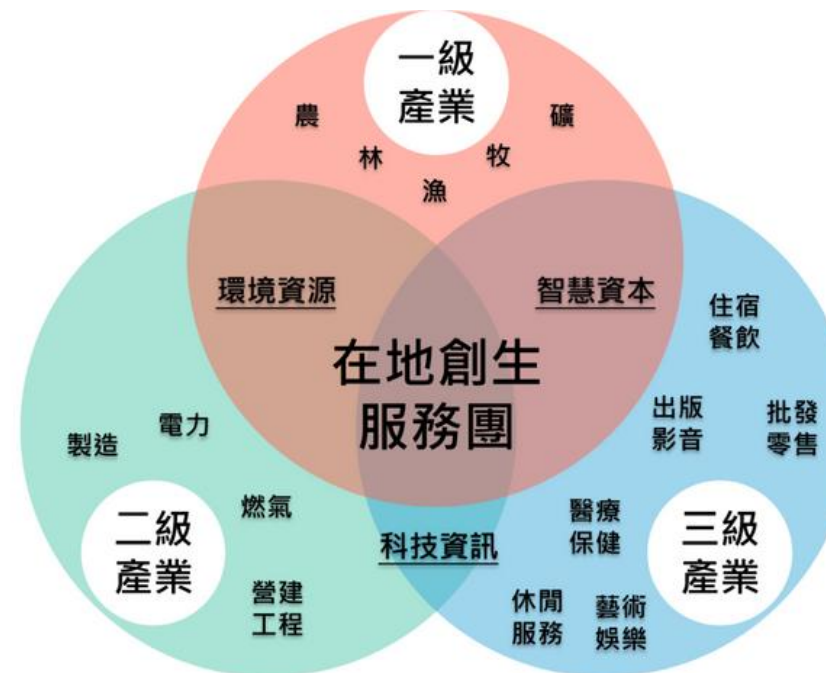 一級
產業
農
礦
林
牧
漁
環境資源
智慧資本
住宿
餐飲
在地創生
服務團
出版
影音
批發
零售
製造
電力
燃氣
醫療
保健
二級
產業
三級
產業
科技資訊
營建
工程
休閒
服務
藝術
娛樂